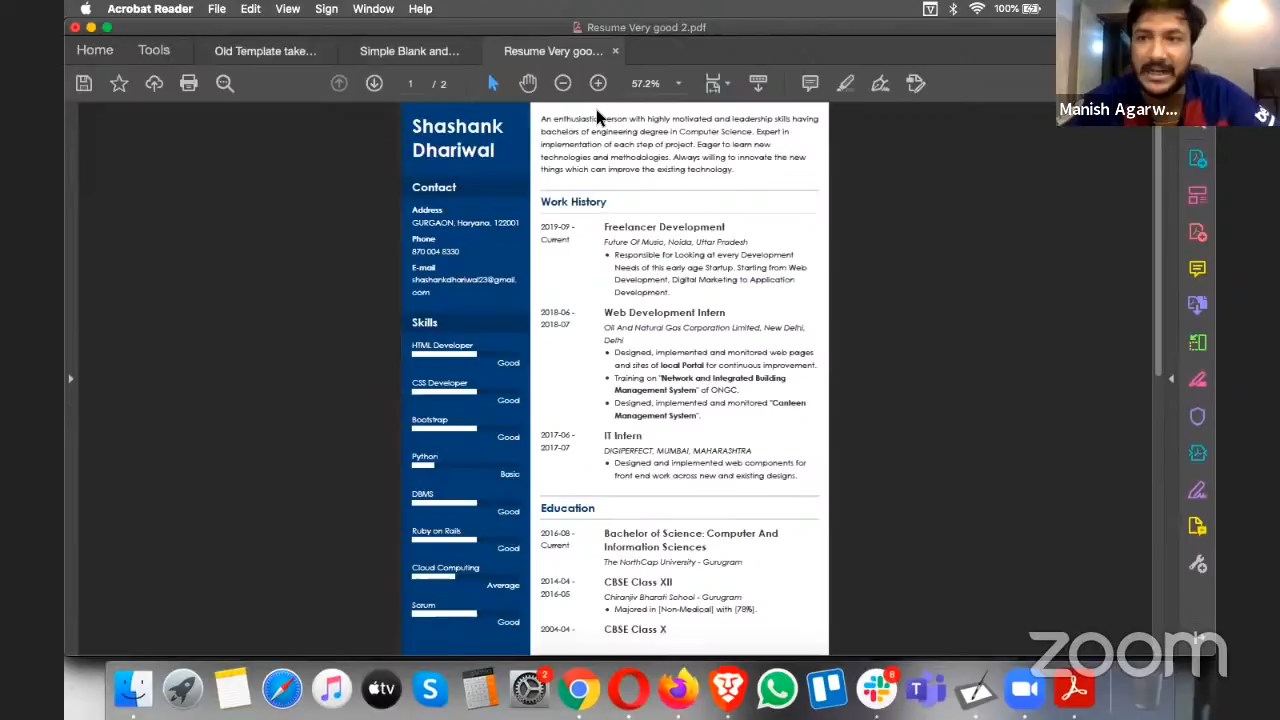 Acrobat Reader File Edit View Sign Window Help
100%
Resume Very good 2.pdf
Home Tools Old Template take... Simple Blank and... Resume Very goo... ×
1 / 2 57.2%
Manish Agarw...
Shashank
Dhariwal
Contact
Address
GURGAON, Haryana, 122001
Phone
870 004 8330
E-mail
shashankdhariwal23@gmail.
com
Skills
HTML Developer
Good
CSS Developer
Good
Bootstrap
Good
Python
Basic
DBMS
Good
Ruby on Rails
Good
Cloud Computing
Average
Scrum
Good
An enthusiastic person with highly motivated and leadership skills having
bachelors of engineering degree in Computer Science. Expert in
implementation of each step of project. Eager to learn new
technologies and methodologies. Always willing to innovate the new
things which can improve the existing technology.
Work History
2019-09 - Freelancer Development
Current Future Of Music, Noida, Uttar Pradesh
• Responsible for Looking at every Development
Needs of this early age Startup. Starting from Web
Development, Digital Marketing to Application
Development.
2018-06 - Web Development Intern
2018-07 Oil And Natural Gas Corporation Limited, New Delhi,
Delhi
• Designed, implemented and monitored web pages
and sites of local Portal for continuous improvement.
• Training on "Network and Integrated Building
Management System" of ONGC.
• Designed, implemented and monitored "Canteen
Management System".
2017-06 - IT Intern
2017-07 DIGIPERFECT, MUMBAI, MAHARASHTRA
• Designed and implemented web components for
front end work across new and existing designs.
Education
2016-08 - Bachelor of Science: Computer And
Current Information Sciences
The NorthCap University - Gurugram
2014-04 - CBSE Class XII
2016-05 Chiranjiv Bharati School - Gurugram
• Majored in [Non-Medical] with [78%].
2004-04 - CBSE Class X
zoom
2
8
tv